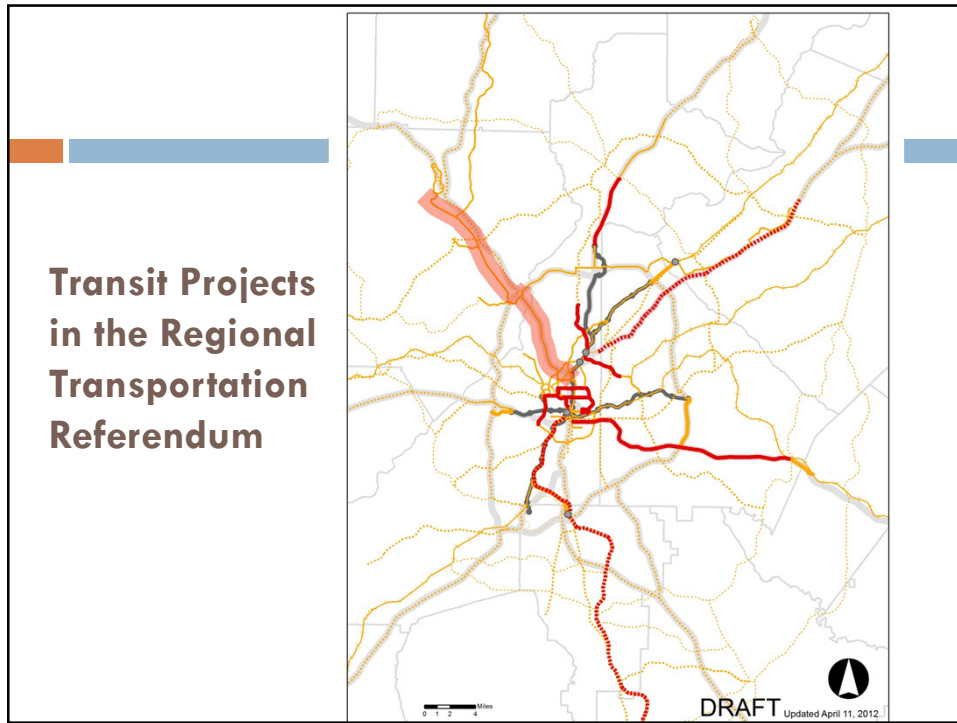 Transit Projects
in the Regional
Transportation
Referendum
Miles
0 1 2 4
DRAFT Updated April 11, 2012